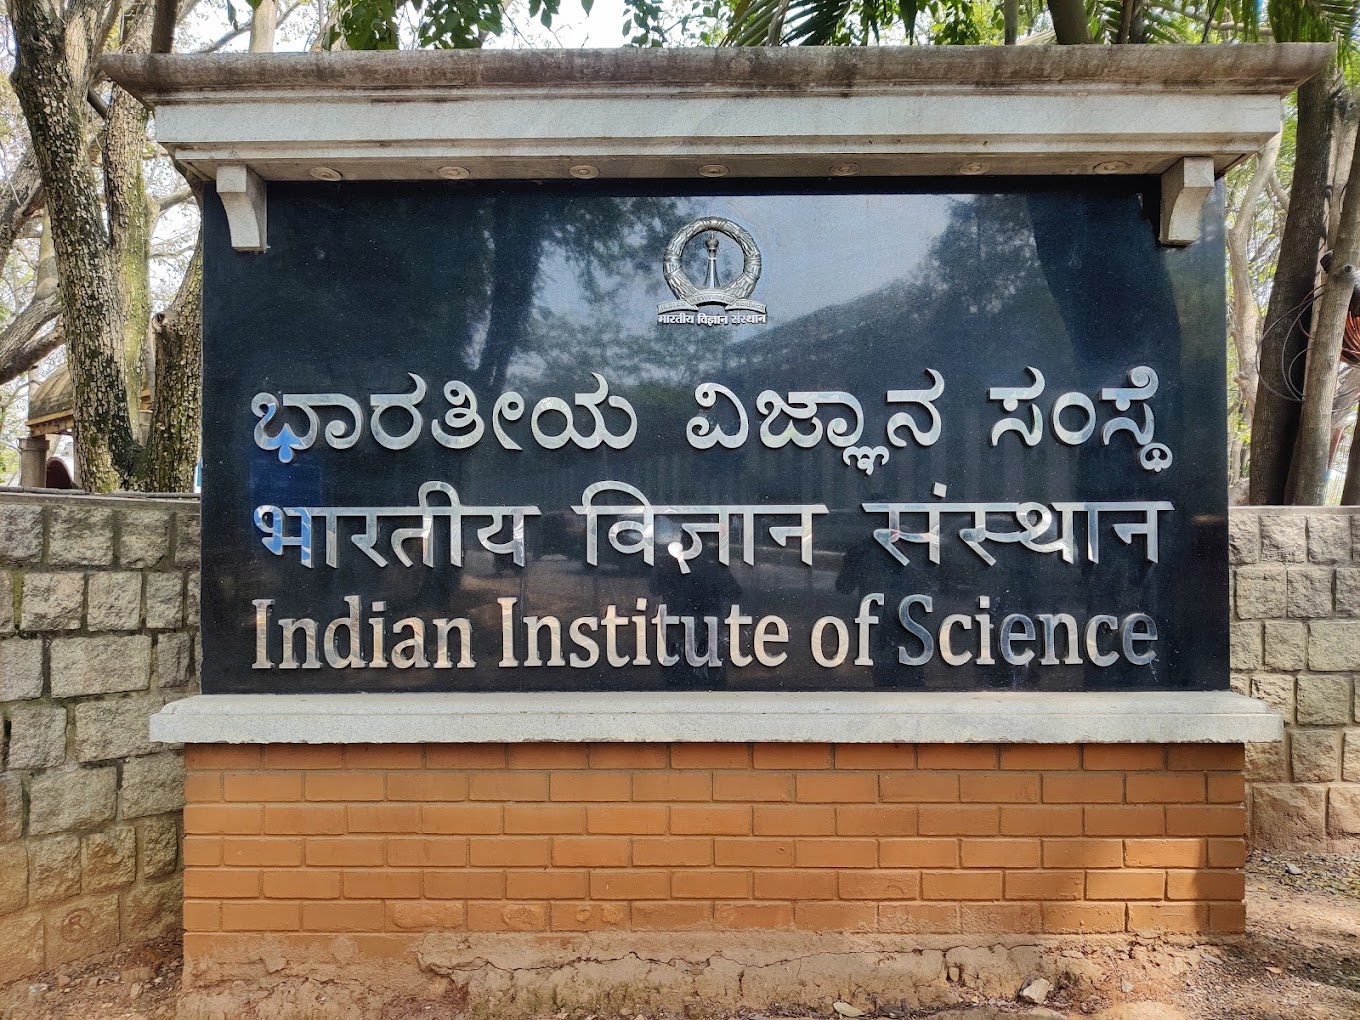 भारतीय विज्ञान संस्थान
ಭಾರತೀಯ ವಿಜ್ಞಾನ ಸಂಸ್ಥೆ
भारतीय विज्ञान संस्थान
Indian Institute of Science